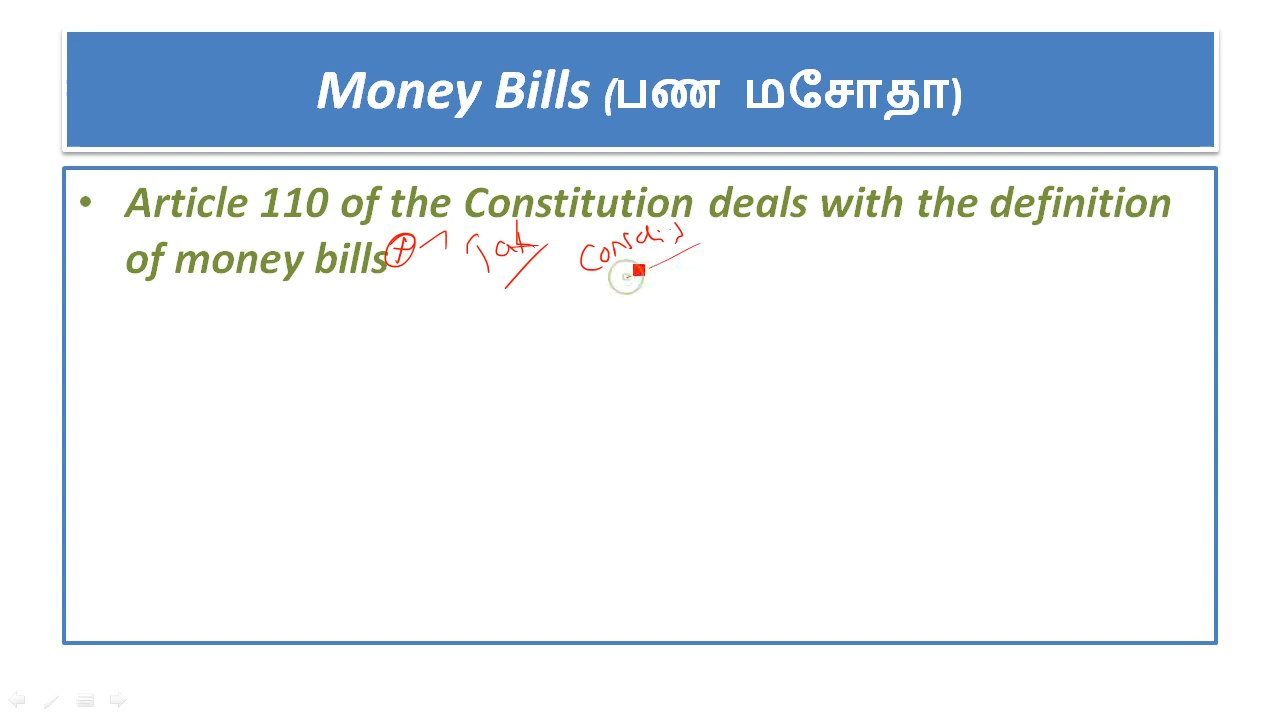 Money Bills (பண மசோதா)
• Article 110 of the Constitution deals with the definition
of money bills